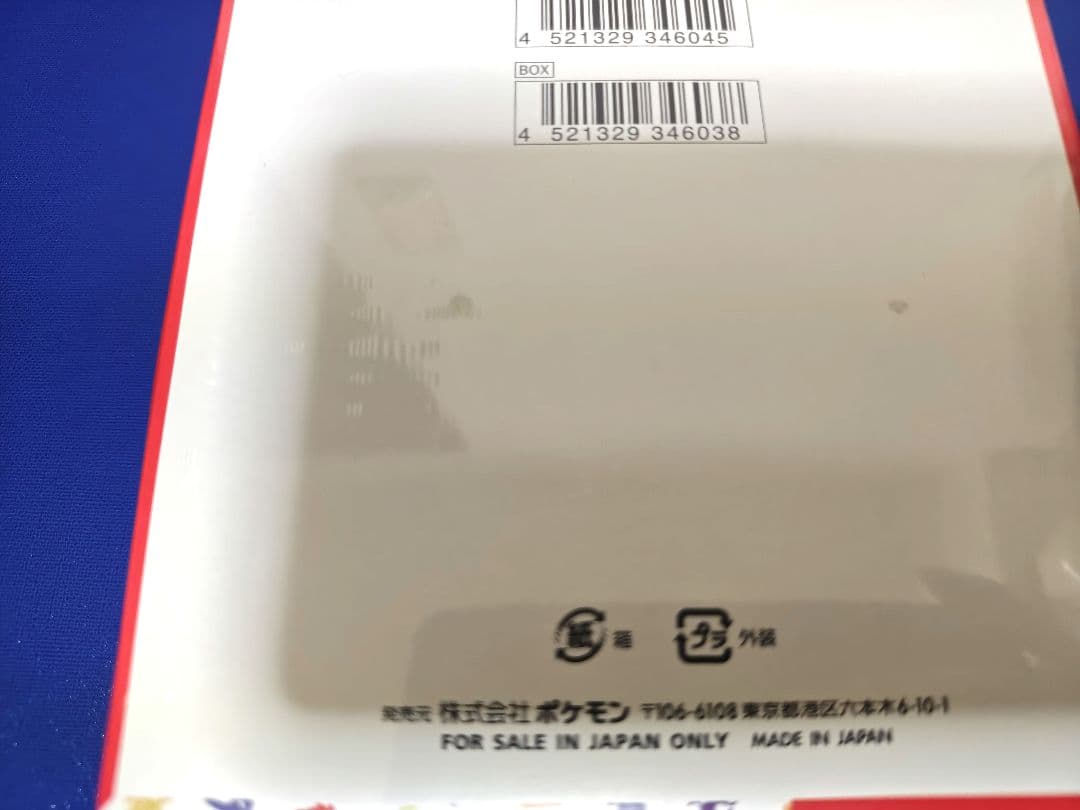 4 521329 346045
BOX
4 521329 346038
紙 箱
プラ 外装
発売元 株式会社ポケモン 〒106-6108 東京都港区六本木6-10-1
FOR SALE IN JAPAN ONLY MADE IN JAPAN